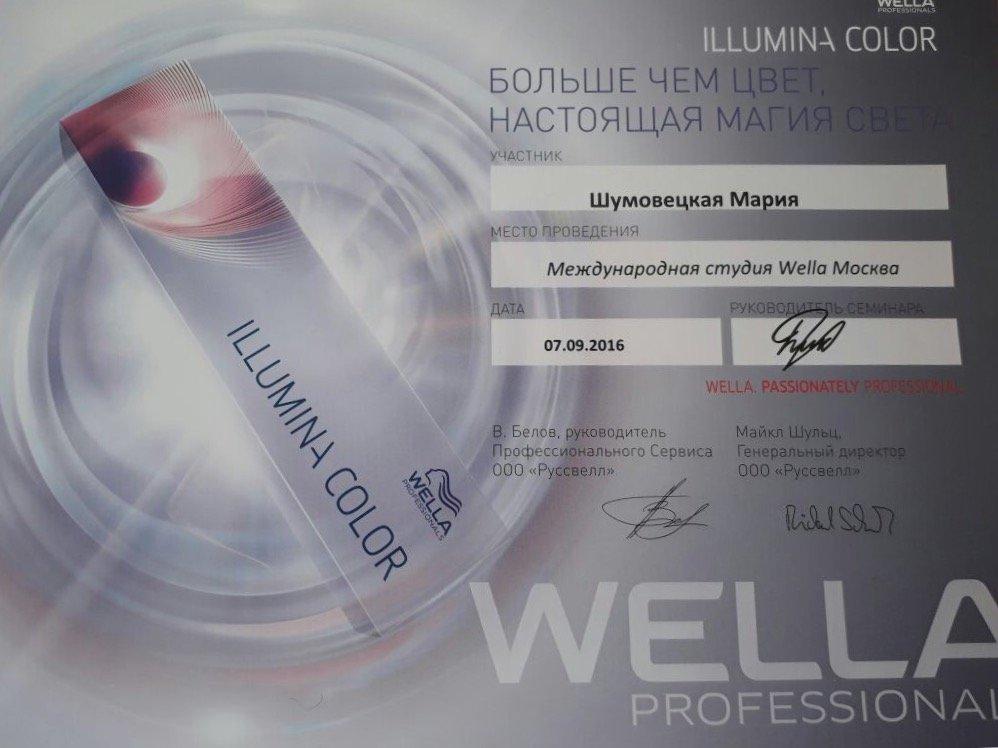 WELLA
PROFESSIONALS
ILLUMINA COLOR
БОЛЬШЕ ЧЕМ ЦВЕТ,
НАСТОЯЩАЯ МАГИЯ СВЕТА
УЧАСТНИК
Шумовецкая Мария
МЕСТО ПРОВЕДЕНИЯ
Международная студия Wella Москва
ДАТА
РУКОВОДИТЕЛЬ СЕМИНАРА
07.09.2016
WELLA. PASSIONATELY PROFESSIONAL.
В. Белов, руководитель
Профессионального Сервиса
ООО «Руссвелл»
Майкл Шульц,
Генеральный директор
ООО «Руссвелл»
ILLUMINA COLOR
WELLA
PROFESSIONALS
WELLA
PROFESSIONAL